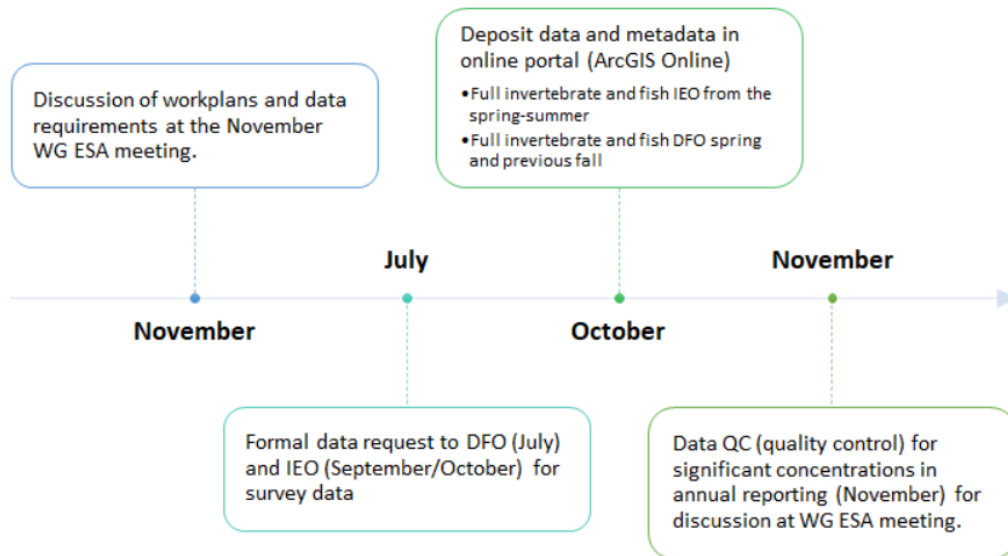 Discussion of workplans and data
requirements at the November
WG ESA meeting.
Deposit data and metadata in
online portal (ArcGIS Online)
•Full invertebrate and fish IEO from the
spring-summer
•Full invertebrate and fish DFO spring
and previous fall
July
November
November
October
Formal data request to DFO (July)
and IEO (September/October) for
survey data
Data QC (quality control) for
significant concentrations in
annual reporting (November) for
discussion at WG ESA meeting.